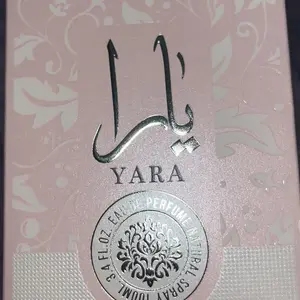 يارا
YARA
3.4 FL.OZ. EAU DE PERFUME NATURAL SPRAY 100ML